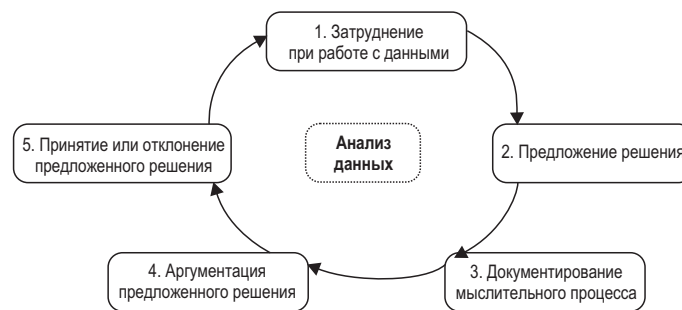 1. Затруднение
при работе с данными
2. Предложение решения
3. Документирование
мыслительного процесса
4. Аргументация
предложенного решения
5. Принятие или отклонение
предложенного решения
Анализ
данных